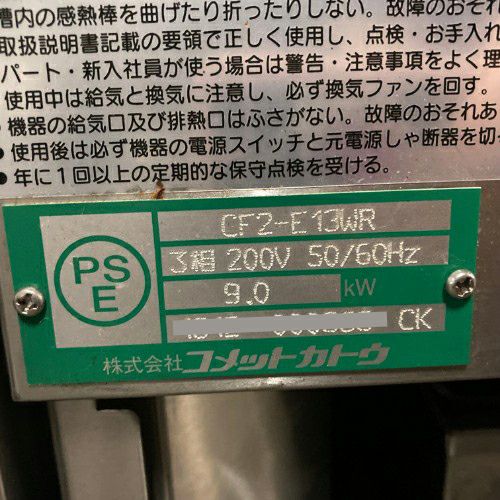 槽内の感熱棒を曲げたり折ったりしない。故障のおそれ
取扱説明書記載の要領で正しく使用し、点検・お手入れ
パート・新入社員が使う場合は警告・注意事項をよく理
使用中は給気と換気に注意し、必ず換気ファンを回す。
● 機器の給気口及び排熱口はふさがない。故障のおそれあ
● 使用後は必ず機器の電源スイッチと元電源しゃ断器を切
● 年に1回以上の定期的な保守点検を受ける。
PS
E
CF2-E13WR
3相 200V 50/60Hz
9.0 kW
CK
株式会社 コメットカトウ